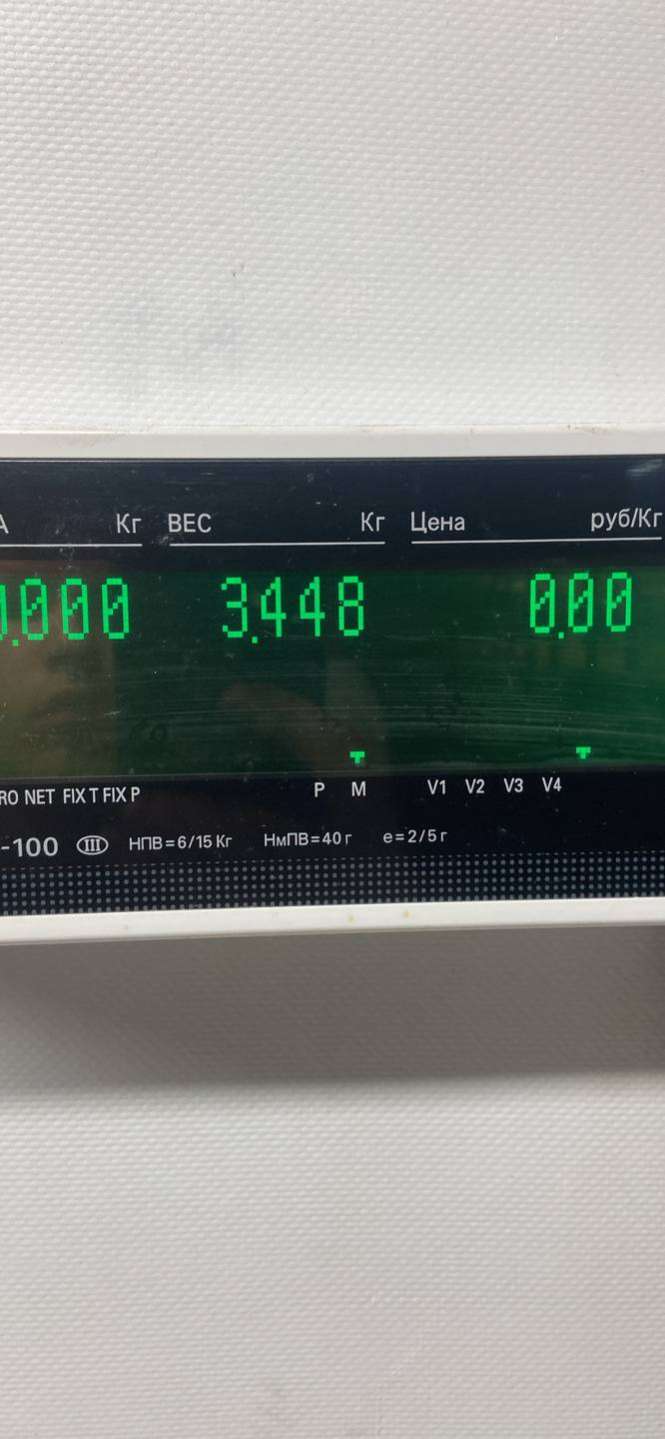 А Кг ВЕС Кг Цена руб/Кг
0.000 3.448 0.00
RO NET FIX T FIX P P M V1 V2 V3 V4
-100 III НПВ=6/15 Кг НмПВ=40 г e=2/5 г